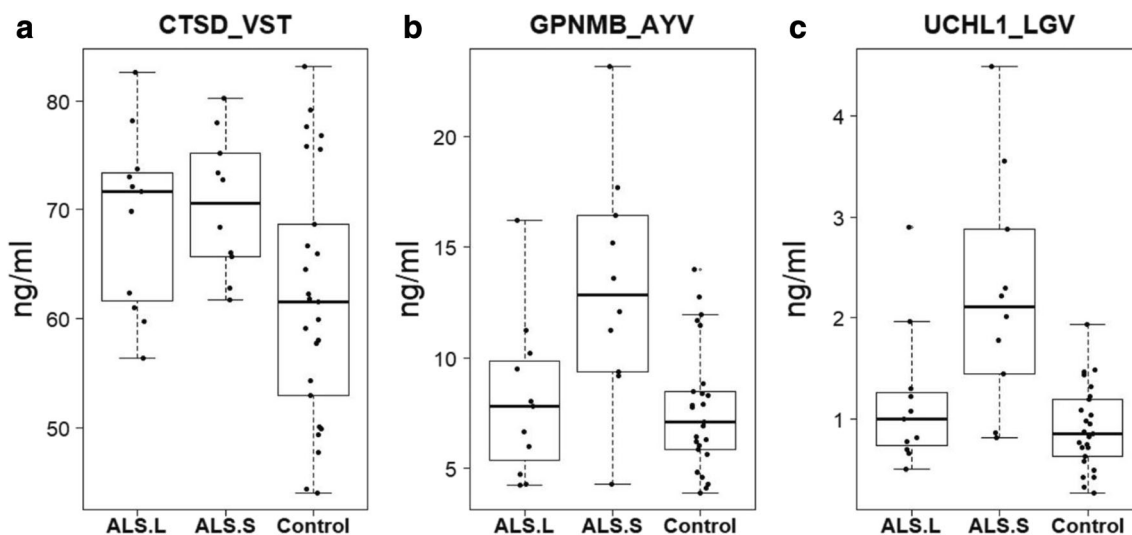 a CTSD_VST
ng/ml
80
70
60
50
ALS.L ALS.S Control
b GPNMB_AYV
ng/ml
20
15
10
5
ALS.L ALS.S Control
c UCHL1_LGV
ng/ml
4
3
2
1
ALS.L ALS.S Control